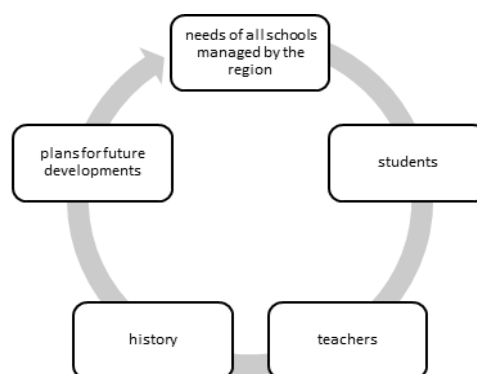 needs of all schools
managed by the
region
students
teachers
history
plans for future
developments